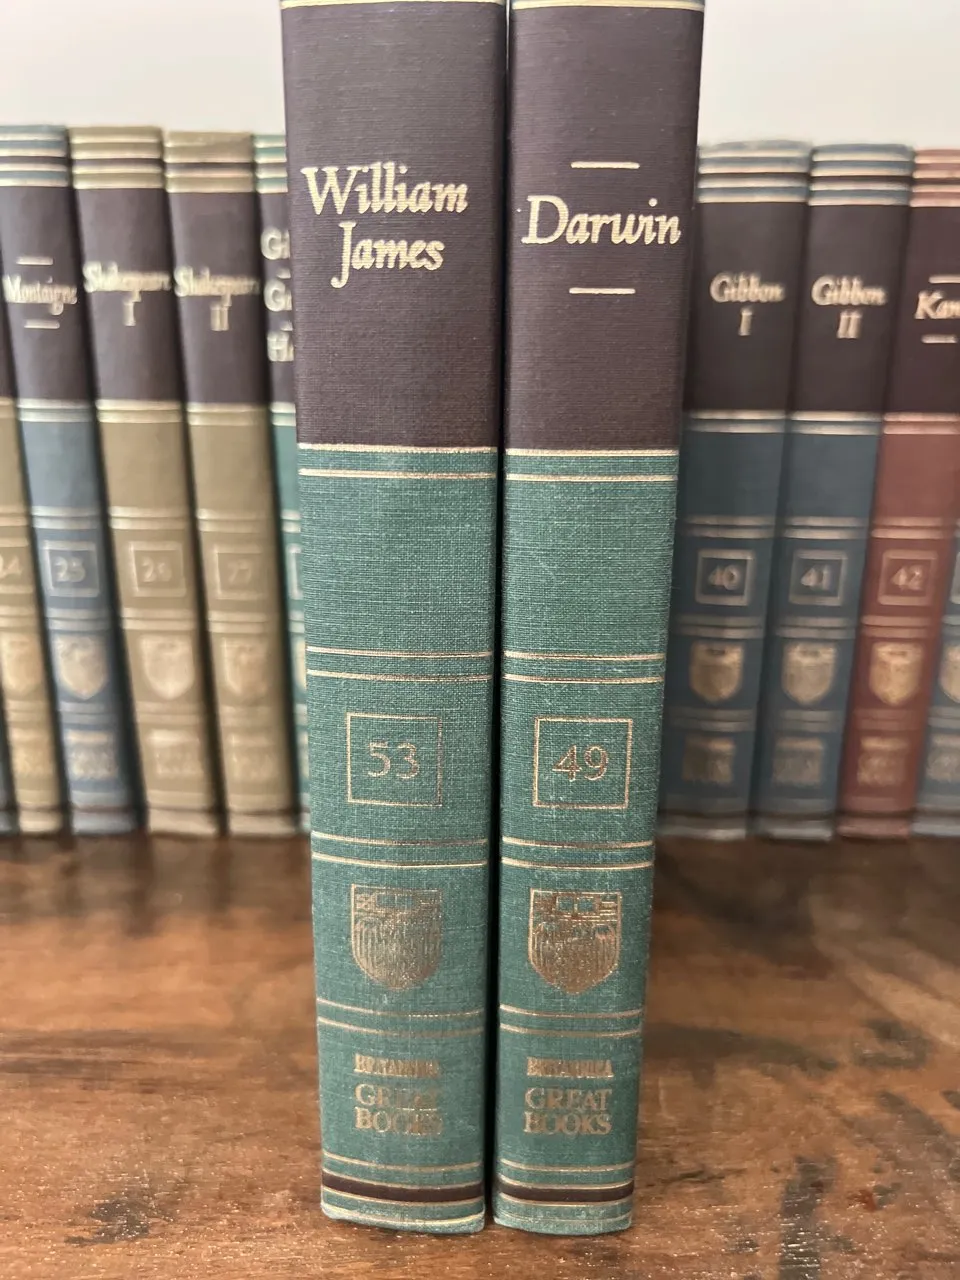 William
James
53
BRITANNICA
GREAT
BOOKS
Darwin
49
BRITANNICA
GREAT
BOOKS
Montaigne
25
Shakespeare
I
26
Shakespeare
II
27
24
Gibbon
I
40
Gibbon
II
41
42